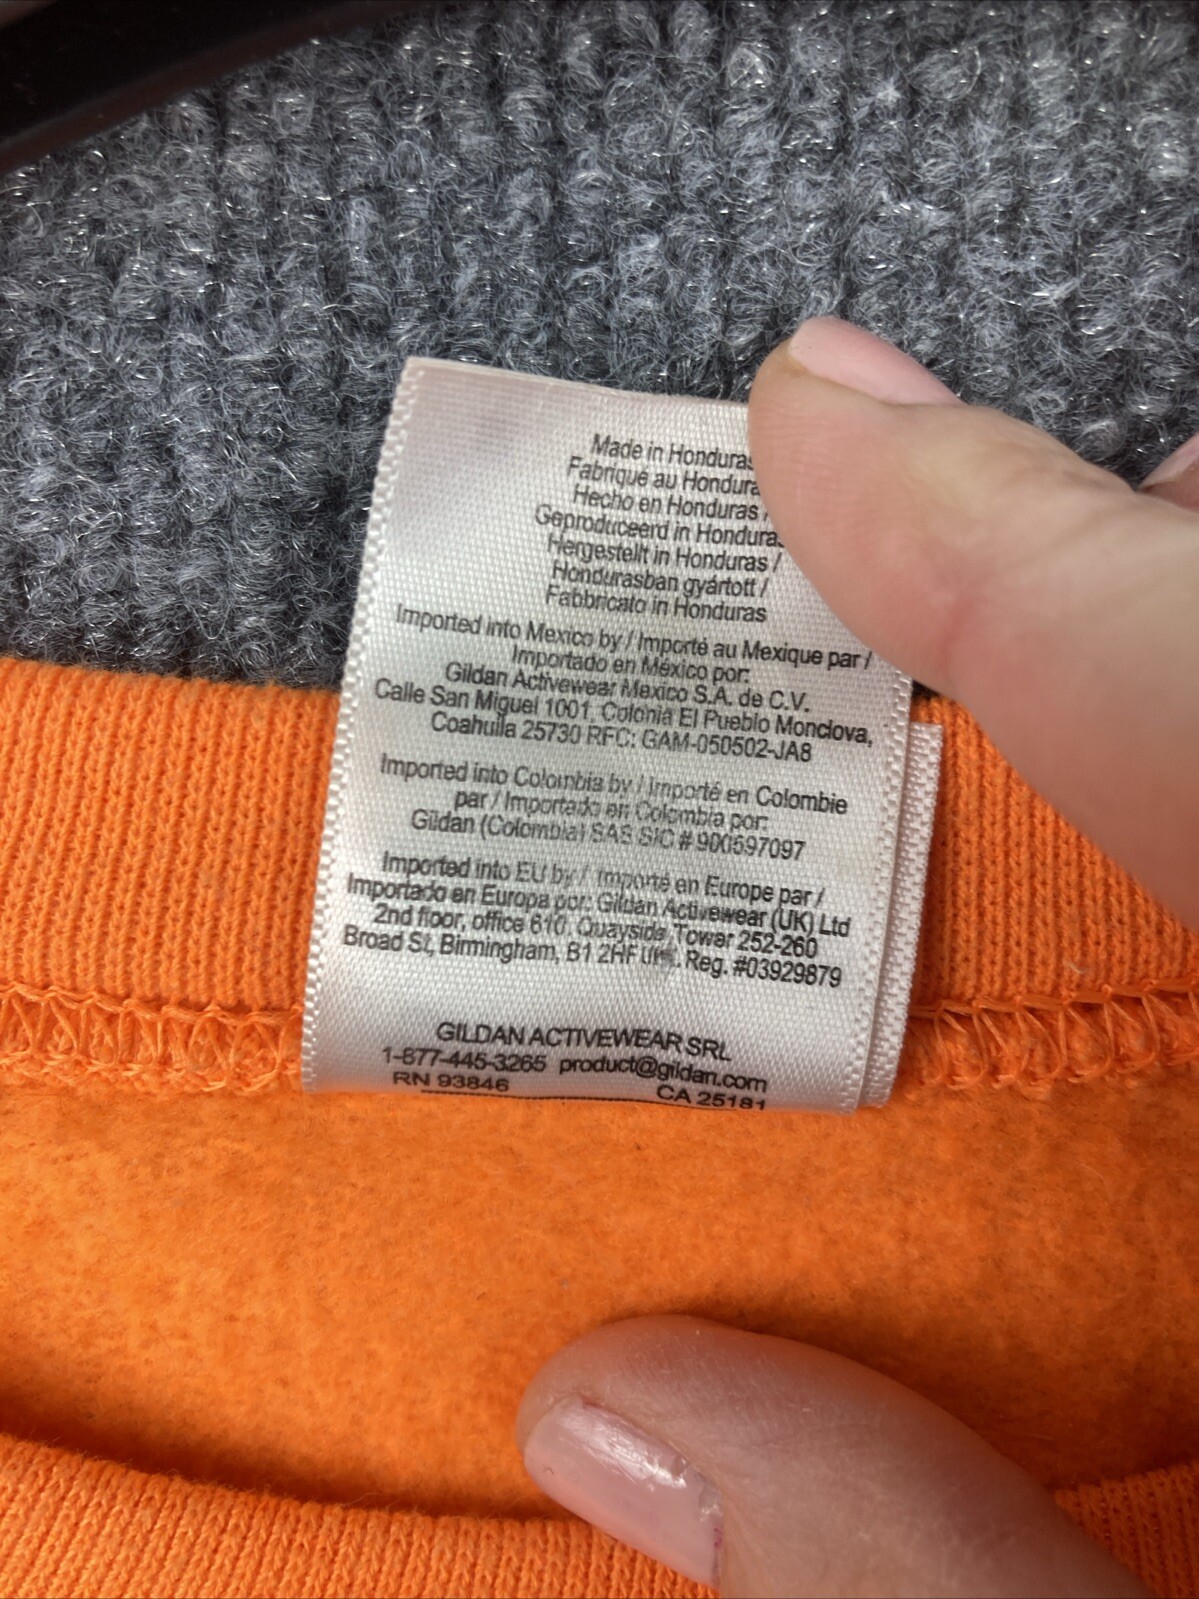 Made in Honduras
Fabriqué au Hondura
Hecho en Honduras /
Geproduceerd in Honduras
Hergestellt in Honduras /
Hondurasban gyártott /
Fabbricato in Honduras
Imported into Mexico by / Importé au Mexique par /
Importado en México por:
Gildan Activewear Mexico S.A. de C.V.
Calle San Miguel 1001, Colonia El Pueblo Monclova,
Coahuila 25730 RFC: GAM-050502-JA8
Imported into Colombia by / Importé en Colombie
par / Importado en Colombia por:
Gildan (Colombia) SAS SIC # 900597097
Imported into EU by / Importé en Europe par /
Importado en Europa por: Gildan Activewear (UK) Ltd
2nd floor, office 610, Quayside Tower 252-260
Broad St, Birmingham, B1 2HF Reg. #03929879
GILDAN ACTIVEWEAR SRL
1-877-445-3265 product@gildan.com
RN 93846 CA 25181